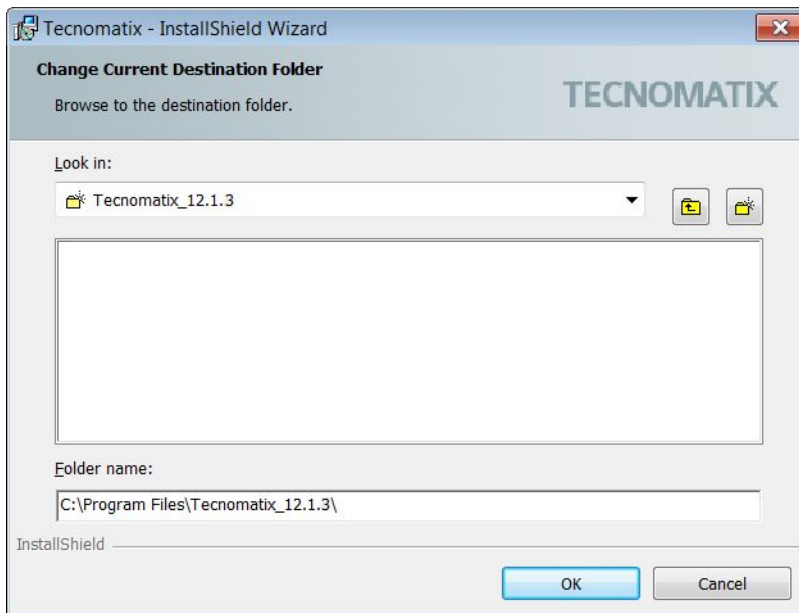 Tecnomatix - InstallShield Wizard
Change Current Destination Folder
Browse to the destination folder.
TECNOMATIX
Look in:
Tecnomatix_12.1.3
Folder name:
C:\Program Files\Tecnomatix_12.1.3\
InstallShield
OK
Cancel